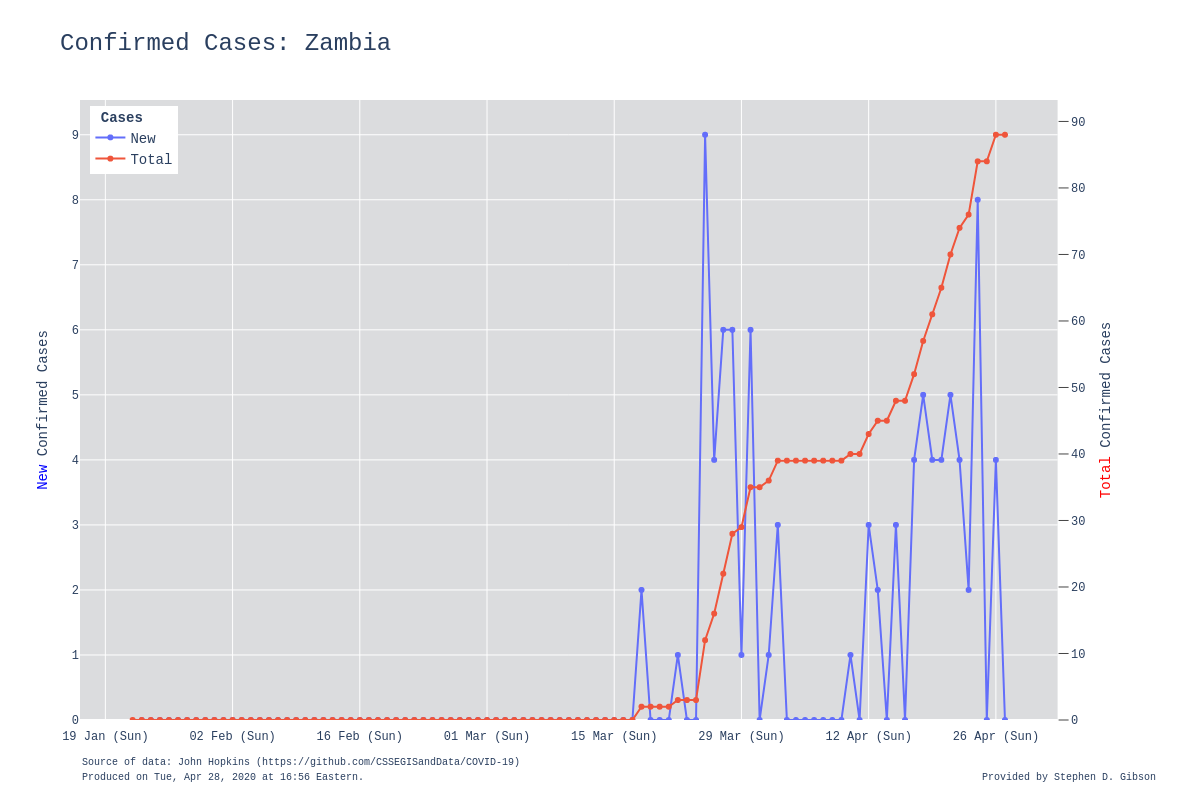 Confirmed Cases: Zambia
Cases
New
Total
9
8
7
6
5
4
3
2
1
0
New Confirmed Cases
90
80
70
60
50
40
30
20
10
0
Total Confirmed Cases
19 Jan (Sun) 02 Feb (Sun) 16 Feb (Sun) 01 Mar (Sun) 15 Mar (Sun) 29 Mar (Sun) 12 Apr (Sun) 26 Apr (Sun)
Source of data: John Hopkins (https://github.com/CSSEGISandData/COVID-19)
Produced on Tue, Apr 28, 2020 at 16:56 Eastern.
Provided by Stephen D. Gibson